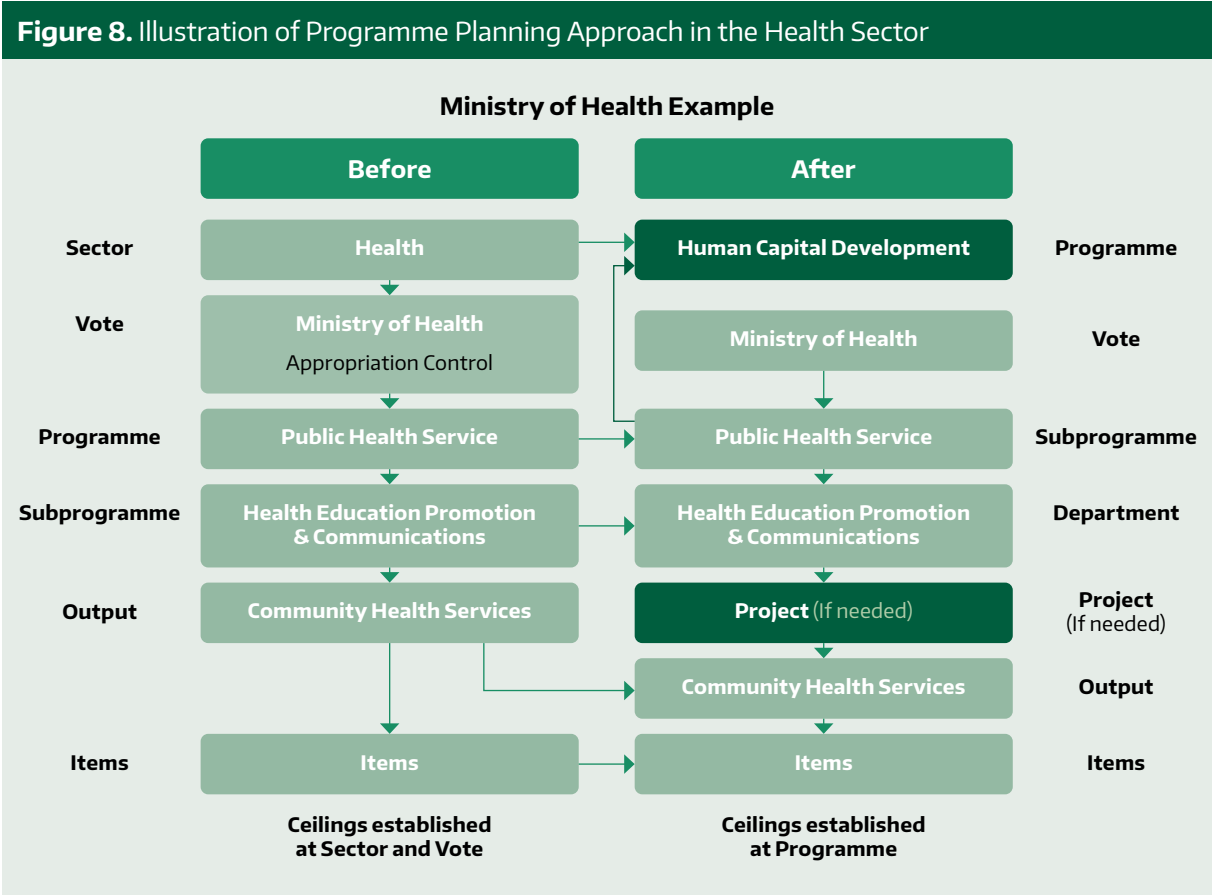 Figure 8. Illustration of Programme Planning Approach in the Health Sector
Ministry of Health Example
Before
After
Sector
Health
Human Capital Development
Programme
Vote
Ministry of Health
Appropriation Control
Ministry of Health
Vote
Programme
Public Health Service
Public Health Service
Subprogramme
Subprogramme
Health Education Promotion
& Communications
Health Education Promotion
& Communications
Department
Output
Community Health Services
Project (If needed)
Project
(If needed)
Community Health Services
Output
Items
Items
Items
Items
Ceilings established
at Sector and Vote
Ceilings established
at Programme